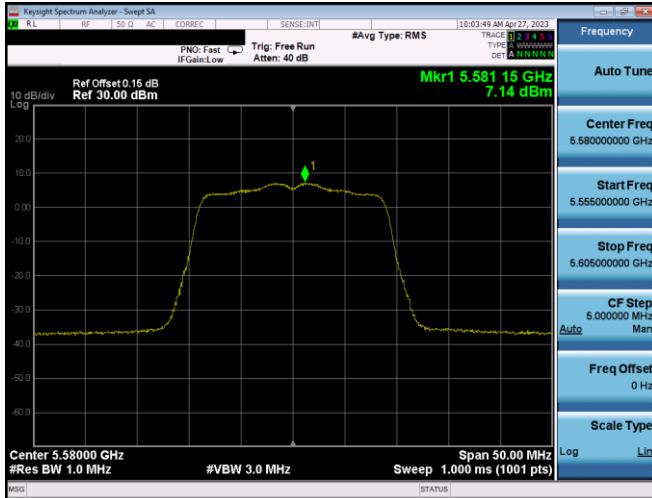 Keysight Spectrum Analyzer - Swept SA
RL RF 50 Ω AC CORREC SENSE:INT 10:03:49 AM Apr 27, 2023
#Avg Type: RMS
TRACE 1 2 3 4 5 6
PNO: Fast Trig: Free Run TYPE A WWWWW
IFGain:Low Atten: 40 dB DET A N N N N N
Mkr1 5.581 15 GHz
7.14 dBm
Ref Offset 0.15 dB
10 dB/div Ref 30.00 dBm
Log
1
20.0
10.0
0.00
-10.0
-20.0
-30.0
-40.0
-50.0
-60.0
Center 5.58000 GHz Span 50.00 MHz
#Res BW 1.0 MHz #VBW 3.0 MHz Sweep 1.000 ms (1001 pts)
MSG STATUS
Frequency
Auto Tune
Center Freq
5.580000000 GHz
Start Freq
5.555000000 GHz
Stop Freq
5.605000000 GHz
CF Step
5.000000 MHz
Auto Man
Freq Offset
0 Hz
Scale Type
Log Lin